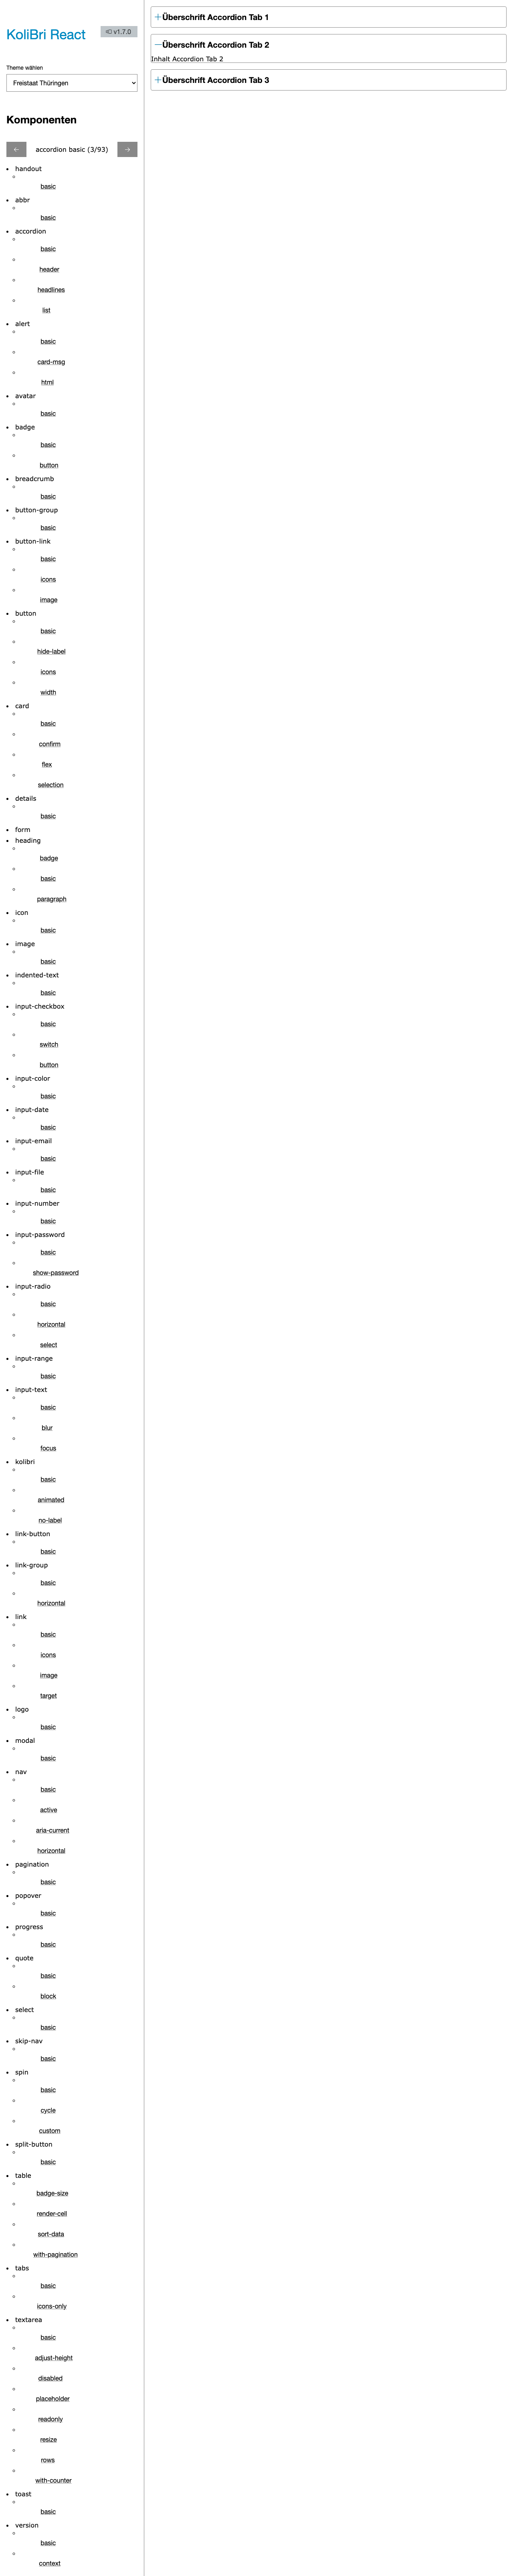 KoliBri React
v1.7.0
Theme wählen
Freistaat Thüringen
Komponenten
accordion basic (3/93)
handout
basic
abbr
basic
accordion
basic
header
headlines
list
alert
basic
card-msg
html
avatar
basic
badge
basic
button
breadcrumb
basic
button-group
basic
button-link
basic
icons
image
button
basic
hide-label
icons
width
card
basic
confirm
flex
selection
details
basic
form
heading
badge
basic
paragraph
icon
basic
image
basic
indented-text
basic
input-checkbox
basic
switch
button
input-color
basic
input-date
basic
input-email
basic
input-file
basic
input-number
basic
input-password
basic
show-password
input-radio
basic
horizontal
select
input-range
basic
input-text
basic
blur
focus
kolibri
basic
animated
no-label
link-button
basic
link-group
basic
horizontal
link
basic
icons
image
target
logo
basic
modal
basic
nav
basic
active
aria-current
horizontal
pagination
basic
popover
basic
progress
basic
quote
basic
block
select
basic
skip-nav
basic
spin
basic
cycle
custom
split-button
basic
table
badge-size
render-cell
sort-data
with-pagination
tabs
basic
icons-only
textarea
basic
adjust-height
disabled
placeholder
readonly
resize
rows
with-counter
toast
basic
version
basic
context
Überschrift Accordion Tab 1
Überschrift Accordion Tab 2
Inhalt Accordion Tab 2
Überschrift Accordion Tab 3